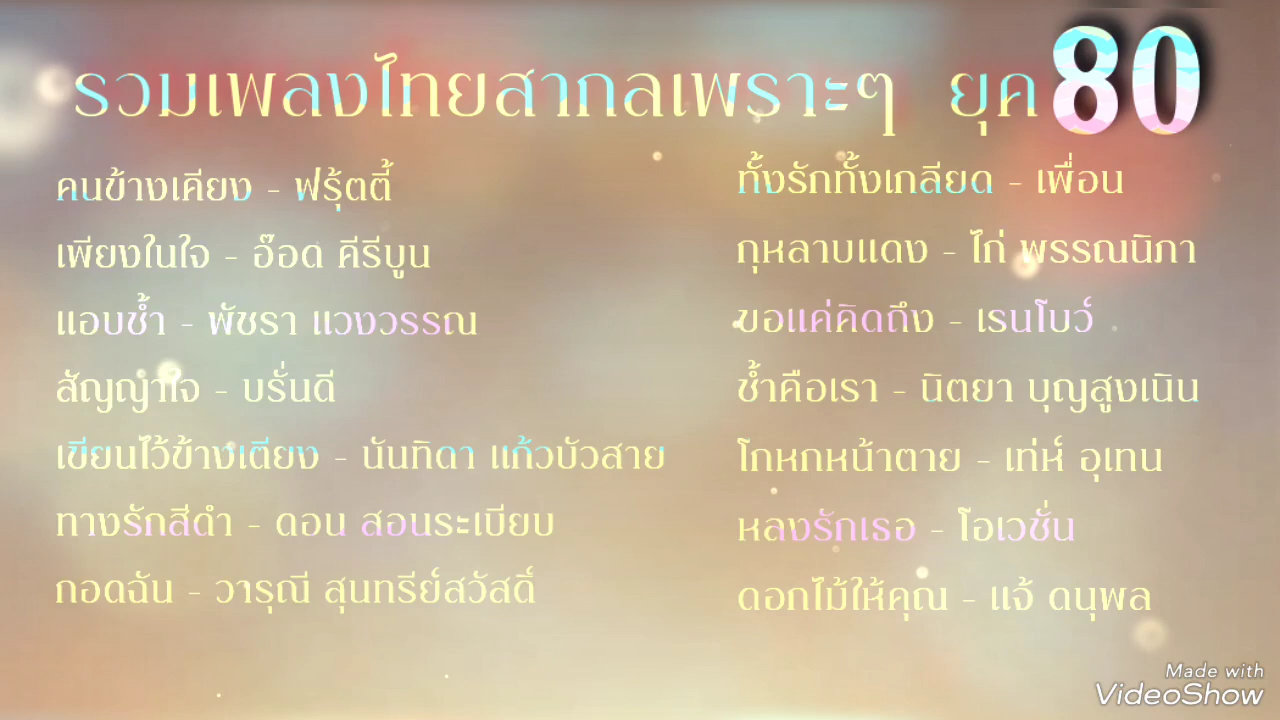 รวมเพลงไทยสากลเพราะๆ ยุค 80
คนข้างเคียง - ฟรุ้ตตี้
เพียงในใจ - อ๊อด คีรีบูน
แอบช้ำ - พัชรา แวงวรรณ
สัญญาใจ - บรั่นดี
เขียนไว้ข้างเตียง - นันทิดา แก้วบัวสาย
ทางรักสีดำ - ดอน สอนระเบียบ
กอดฉัน - วารุณี สุนทรีย์สวัสดิ์
ทั้งรักทั้งเกลียด - เพื่อน
กุหลาบแดง - ไก่ พรรณนิภา
ขอแค่คิดถึง - เรนโบว์
ช้ำคือเรา - นิตยา บุญสูงเนิน
โกหกหน้าตาย - เท่ห์ อุเทน
หลงรักเธอ - โอเวชั่น
ดอกไม้ให้คุณ - แจ้ ดนุพล
Made with
VideoShow